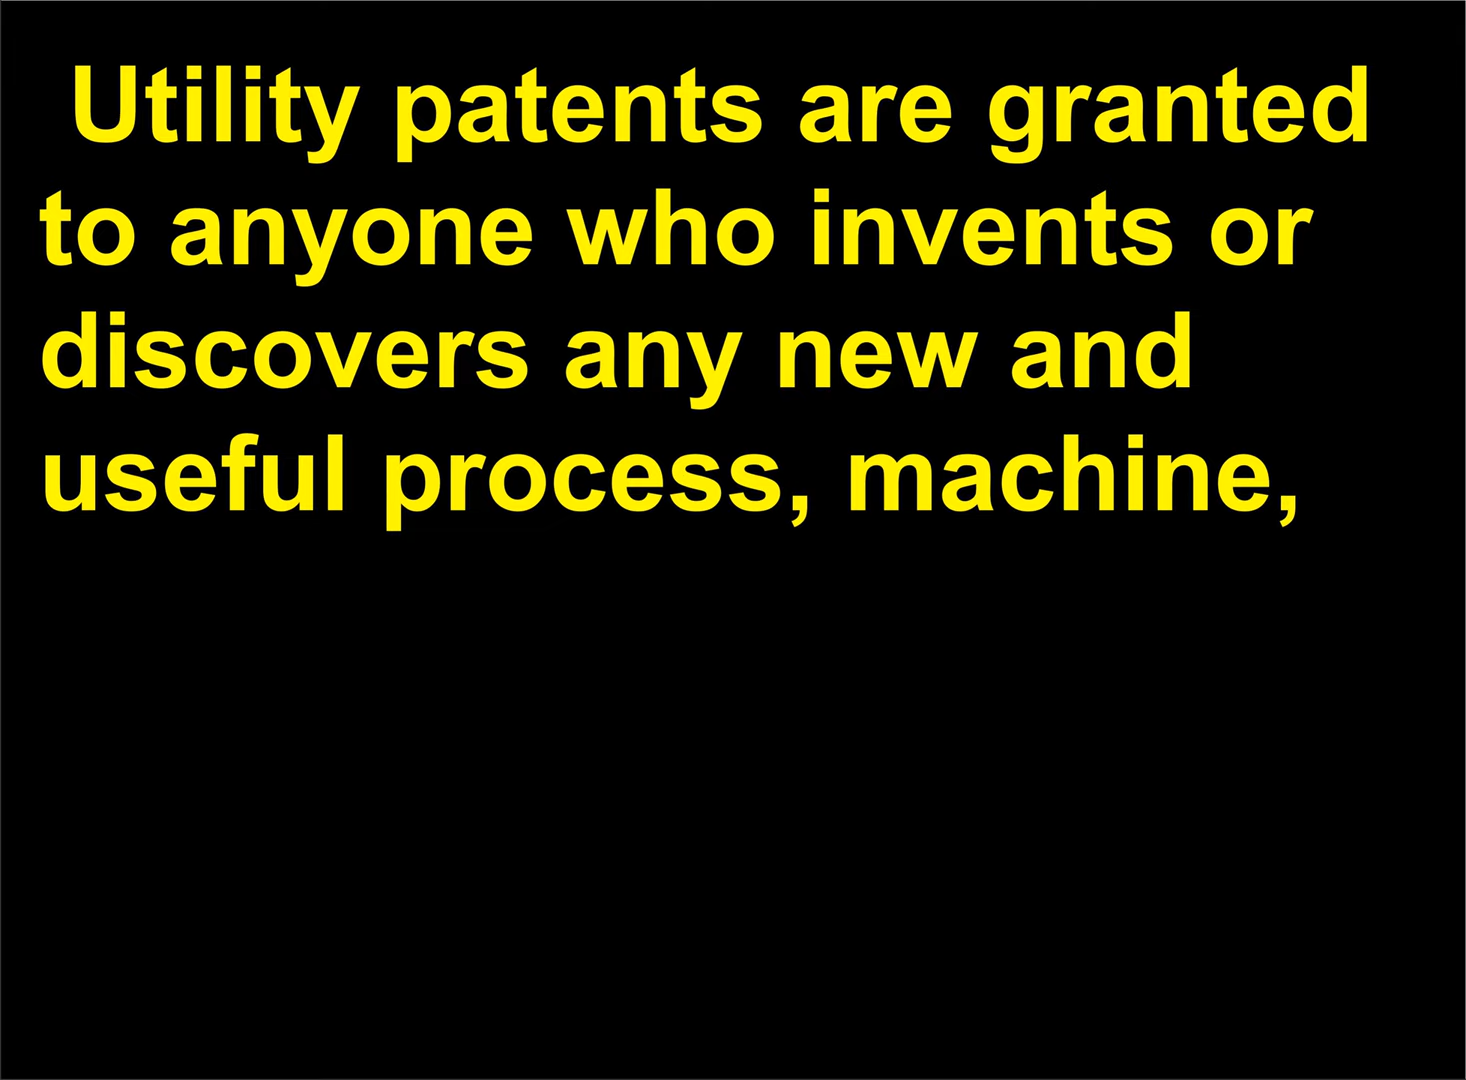 Utility patents are granted
to anyone who invents or
discovers any new and
useful process, machine,